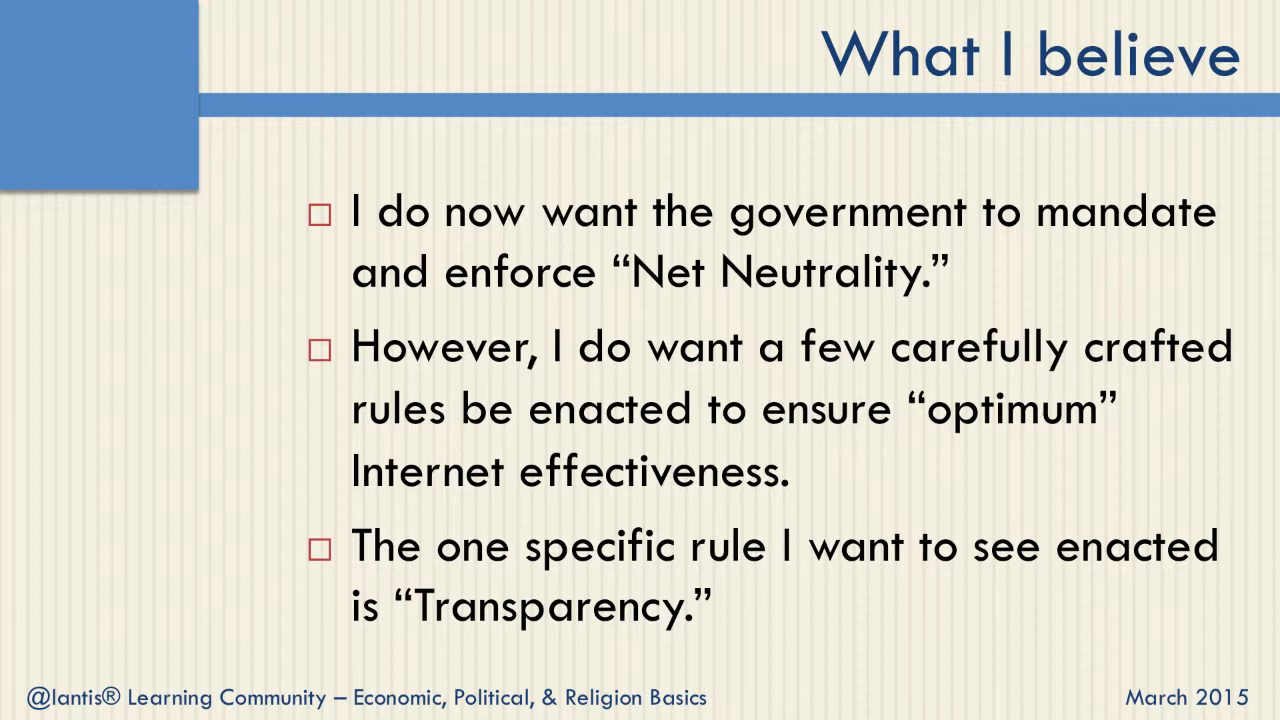 What I believe
I do now want the government to mandate
and enforce “Net Neutrality.”
However, I do want a few carefully crafted
rules be enacted to ensure “optimum”
Internet effectiveness.
The one specific rule I want to see enacted
is “Transparency.”
@lantis® Learning Community – Economic, Political, & Religion Basics
March 2015